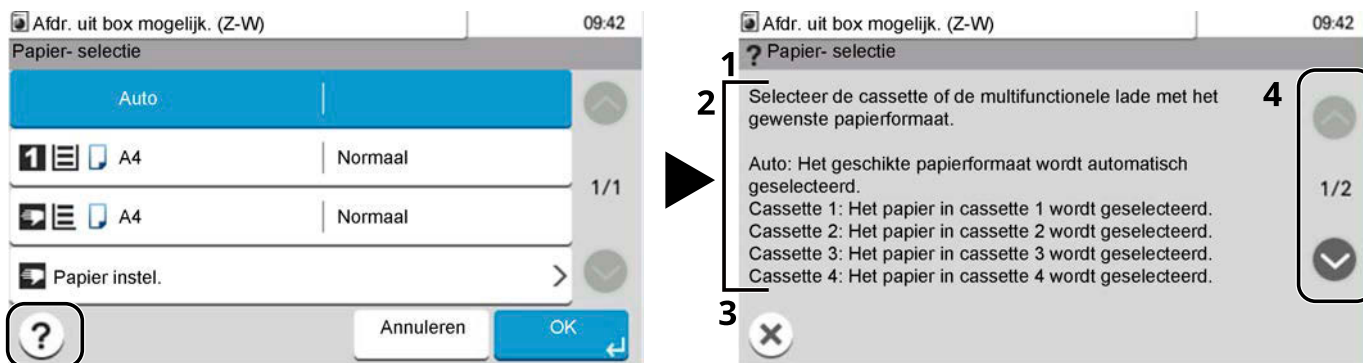 Afdr. uit box mogelijk. (Z-W) 09:42
Papier- selectie
Auto
1 A4 Normaal
A4 Normaal
1/1
Papier instel.
? Annuleren OK
Afdr. uit box mogelijk. (Z-W) 09:42
1 ? Papier- selectie
2
Selecteer de cassette of de multifunctionele lade met het
gewenste papierformaat.
Auto: Het geschikte papierformaat wordt automatisch
geselecteerd.
Cassette 1: Het papier in cassette 1 wordt geselecteerd.
Cassette 2: Het papier in cassette 2 wordt geselecteerd.
Cassette 3: Het papier in cassette 3 wordt geselecteerd.
Cassette 4: Het papier in cassette 4 wordt geselecteerd.
3
4
1/2